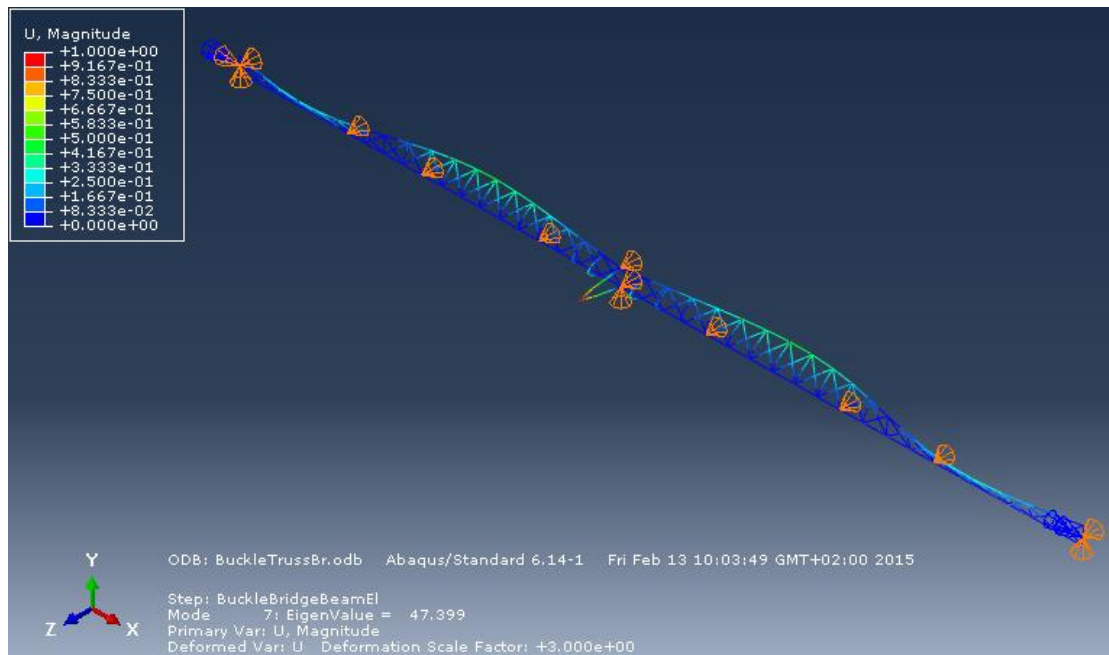 U, Magnitude
+1.000e+00
+9.167e-01
+8.333e-01
+7.500e-01
+6.667e-01
+5.833e-01
+5.000e-01
+4.167e-01
+3.333e-01
+2.500e-01
+1.667e-01
+8.333e-02
+0.000e+00
Y
Z
X
ODB: BuckleTrussBr.odb Abaqus/Standard 6.14-1 Fri Feb 13 10:03:49 GMT+02:00 2015
Step: BuckleBridgeBeamEl
Mode 7: EigenValue = 47.399
Primary Var: U, Magnitude
Deformed Var: U Deformation Scale Factor: +3.000e+00